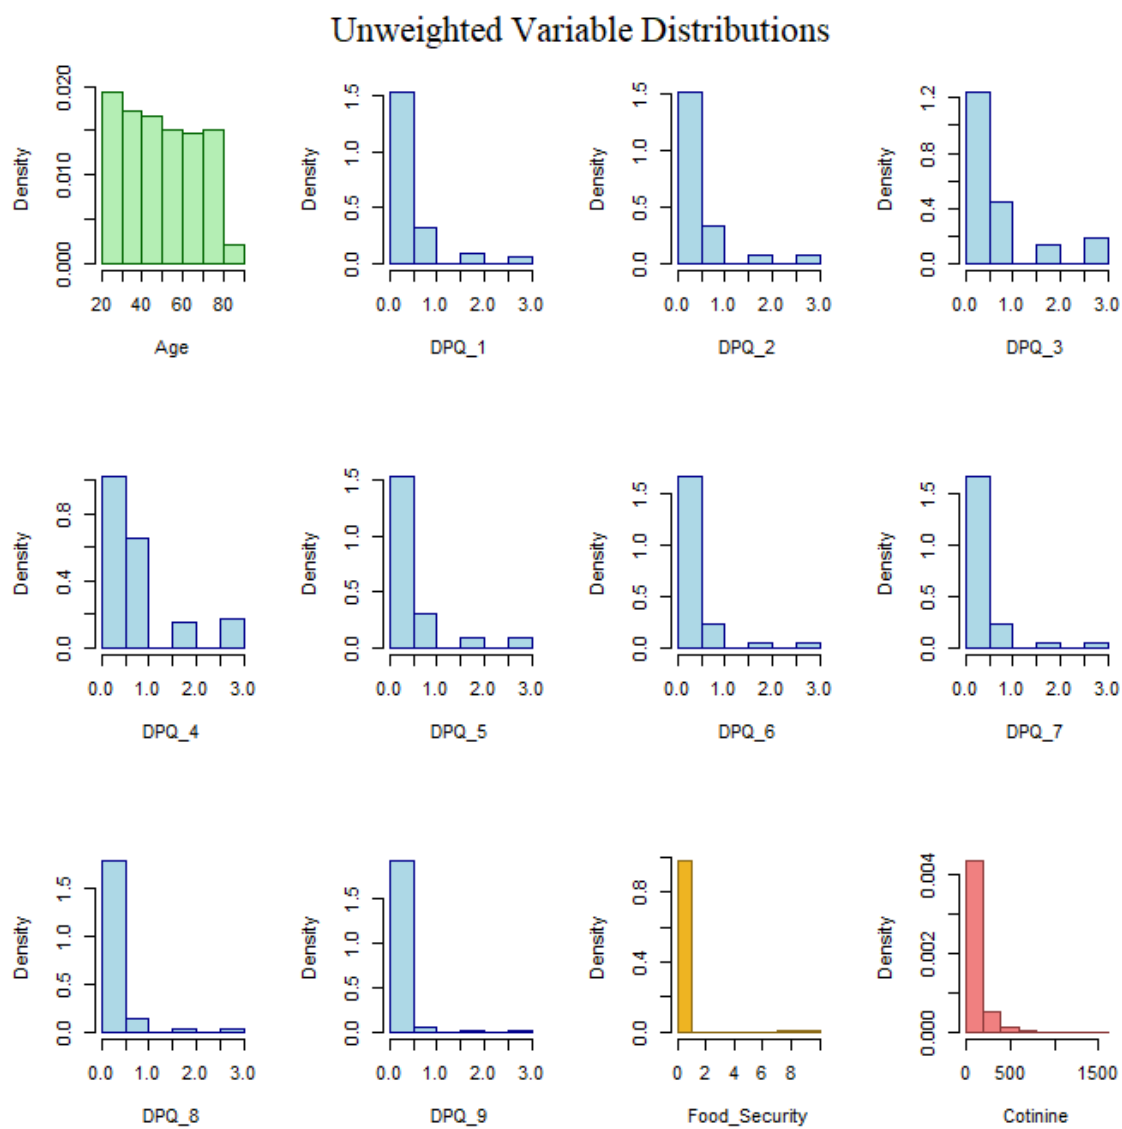 Unweighted Variable Distributions
Density
0.000 0.010 0.020
20 40 60 80
Age
Density
0.0 0.5 1.0 1.5
0.0 1.0 2.0 3.0
DPQ_1
Density
0.0 0.5 1.0 1.5
0.0 1.0 2.0 3.0
DPQ_2
Density
0.0 0.4 0.8 1.2
0.0 1.0 2.0 3.0
DPQ_3
Density
0.0 0.4 0.8
0.0 1.0 2.0 3.0
DPQ_4
Density
0.0 0.5 1.0 1.5
0.0 1.0 2.0 3.0
DPQ_5
Density
0.0 0.5 1.0 1.5
0.0 1.0 2.0 3.0
DPQ_6
Density
0.0 0.5 1.0 1.5
0.0 1.0 2.0 3.0
DPQ_7
Density
0.0 0.5 1.0 1.5
0.0 1.0 2.0 3.0
DPQ_8
Density
0.0 0.5 1.0 1.5
0.0 1.0 2.0 3.0
DPQ_9
Density
0.0 0.4 0.8
0 2 4 6 8
Food_Security
Density
0.000 0.002 0.004
0 500 1500
Cotinine